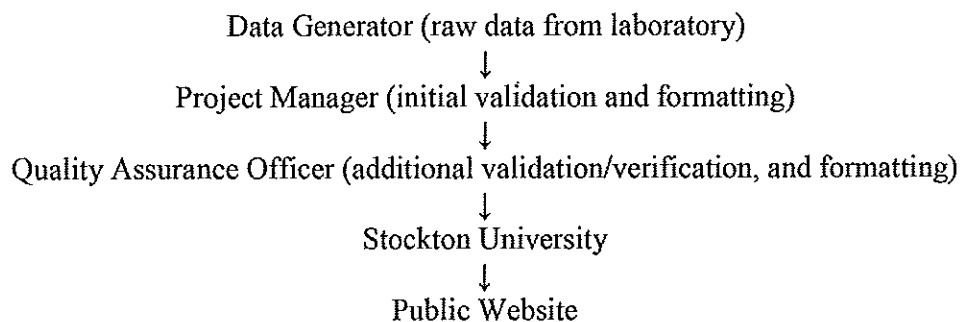 Data Generator (raw data from laboratory)
↓
Project Manager (initial validation and formatting)
↓
Quality Assurance Officer (additional validation/verification, and formatting)
↓
Stockton University
↓
Public Website